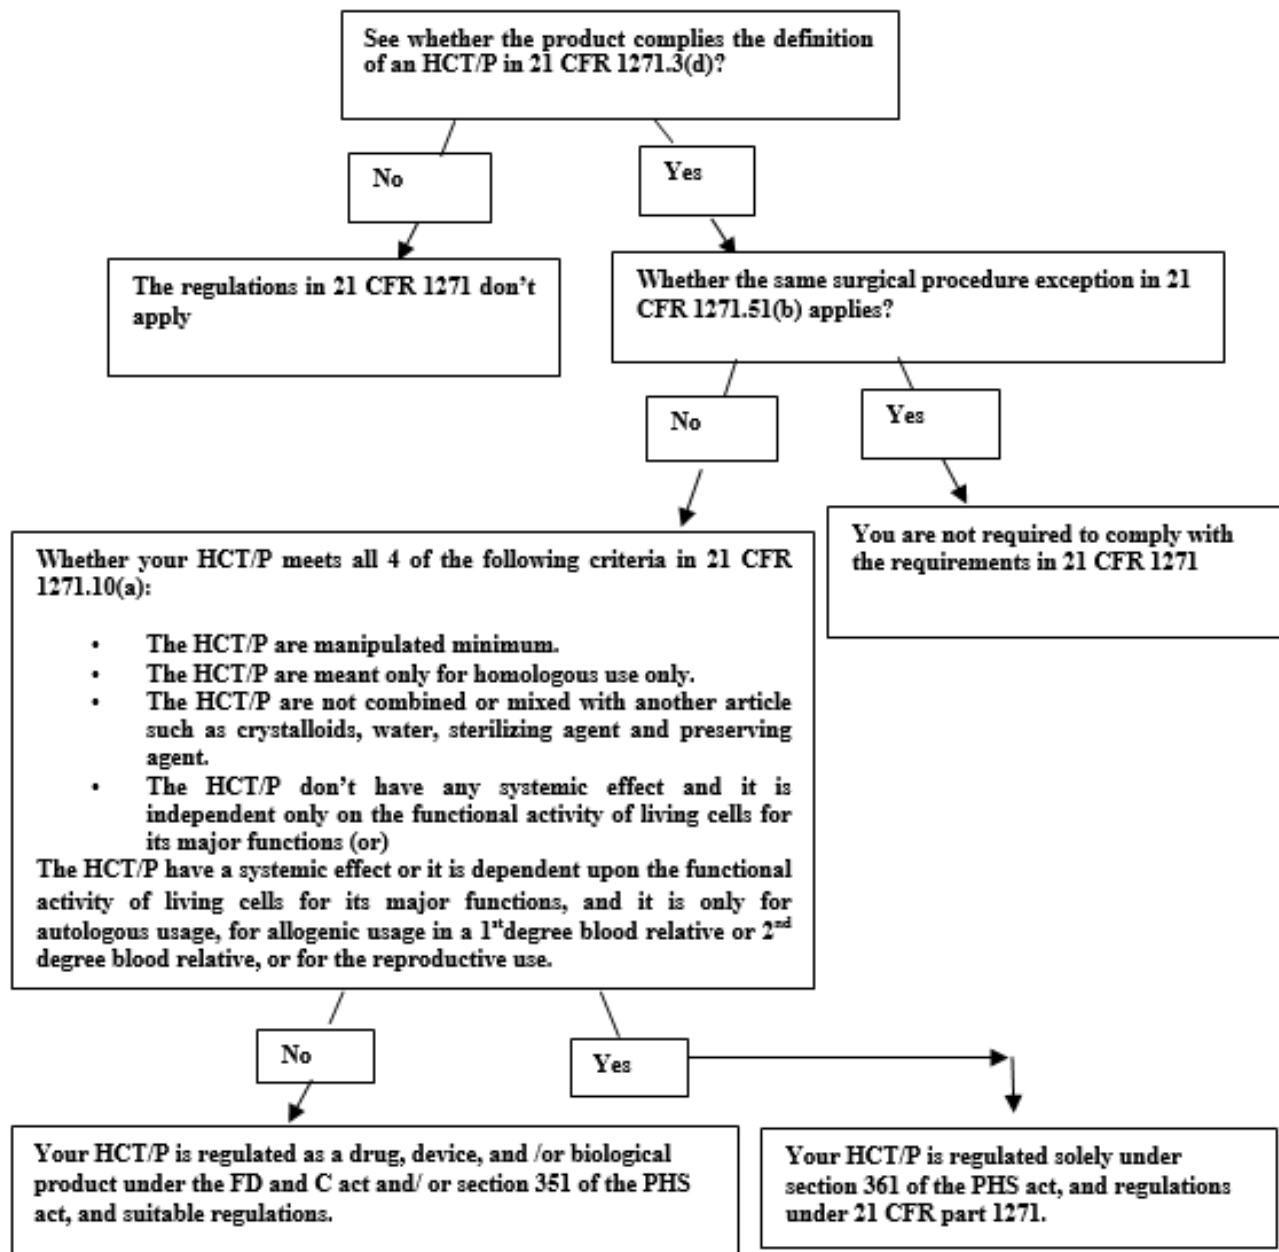 See whether the product complies the definition
of an HCT/P in 21 CFR 1271.3(d)?
No
Yes
The regulations in 21 CFR 1271 don't
apply
Whether the same surgical procedure exception in 21
CFR 1271.51(b) applies?
No
Yes
You are not required to comply with
the requirements in 21 CFR 1271
Whether your HCT/P meets all 4 of the following criteria in 21 CFR
1271.10(a):
• The HCT/P are manipulated minimum.
• The HCT/P are meant only for homologous use only.
• The HCT/P are not combined or mixed with another article
such as crystalloids, water, sterilizing agent and preserving
agent.
• The HCT/P don't have any systemic effect and it is
independent only on the functional activity of living cells for
its major functions (or)
The HCT/P have a systemic effect or it is dependent upon the functional
activity of living cells for its major functions, and it is only for
autologous usage, for allogenic usage in a 1st degree blood relative or 2nd
degree blood relative, or for the reproductive use.
No
Yes
Your HCT/P is regulated as a drug, device, and /or biological
product under the FD and C act and/ or section 351 of the PHS
act, and suitable regulations.
Your HCT/P is regulated solely under
section 361 of the PHS act, and regulations
under 21 CFR part 1271.